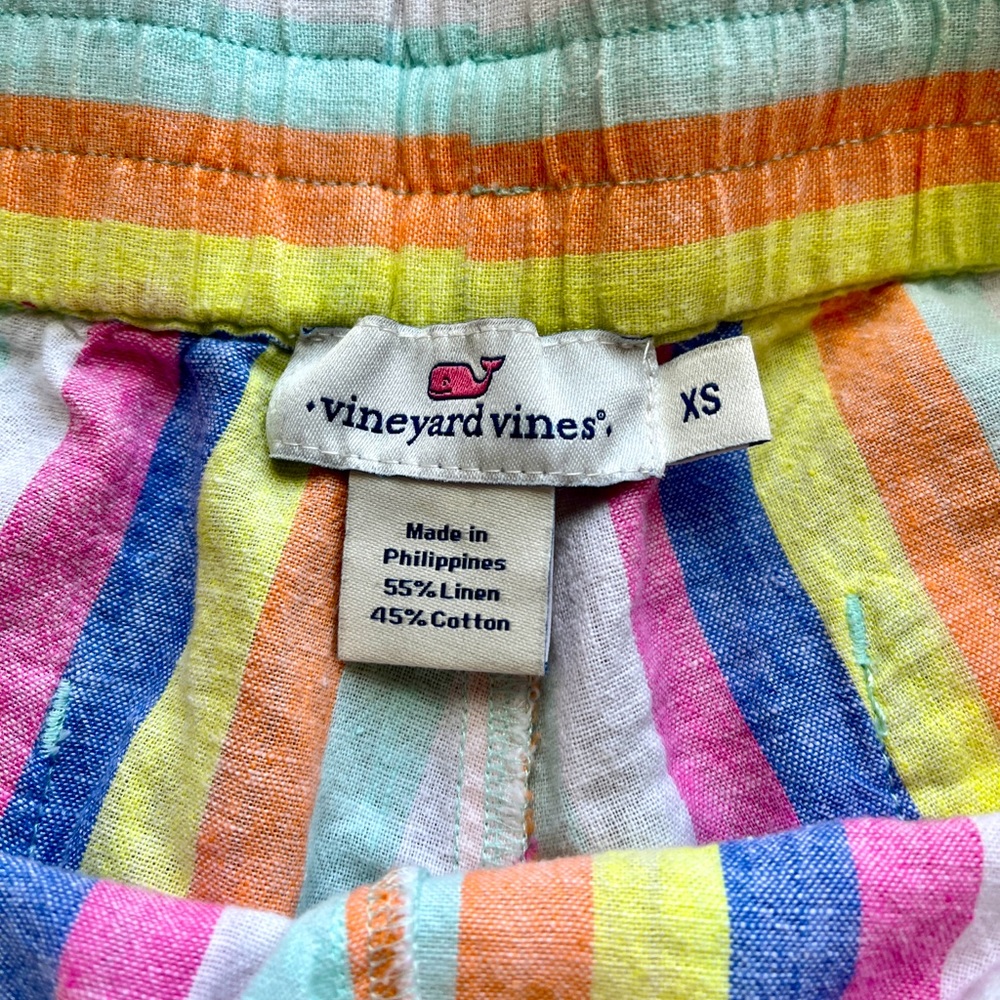 vineyard vines®
XS
Made in
Philippines
55% Linen
45% Cotton